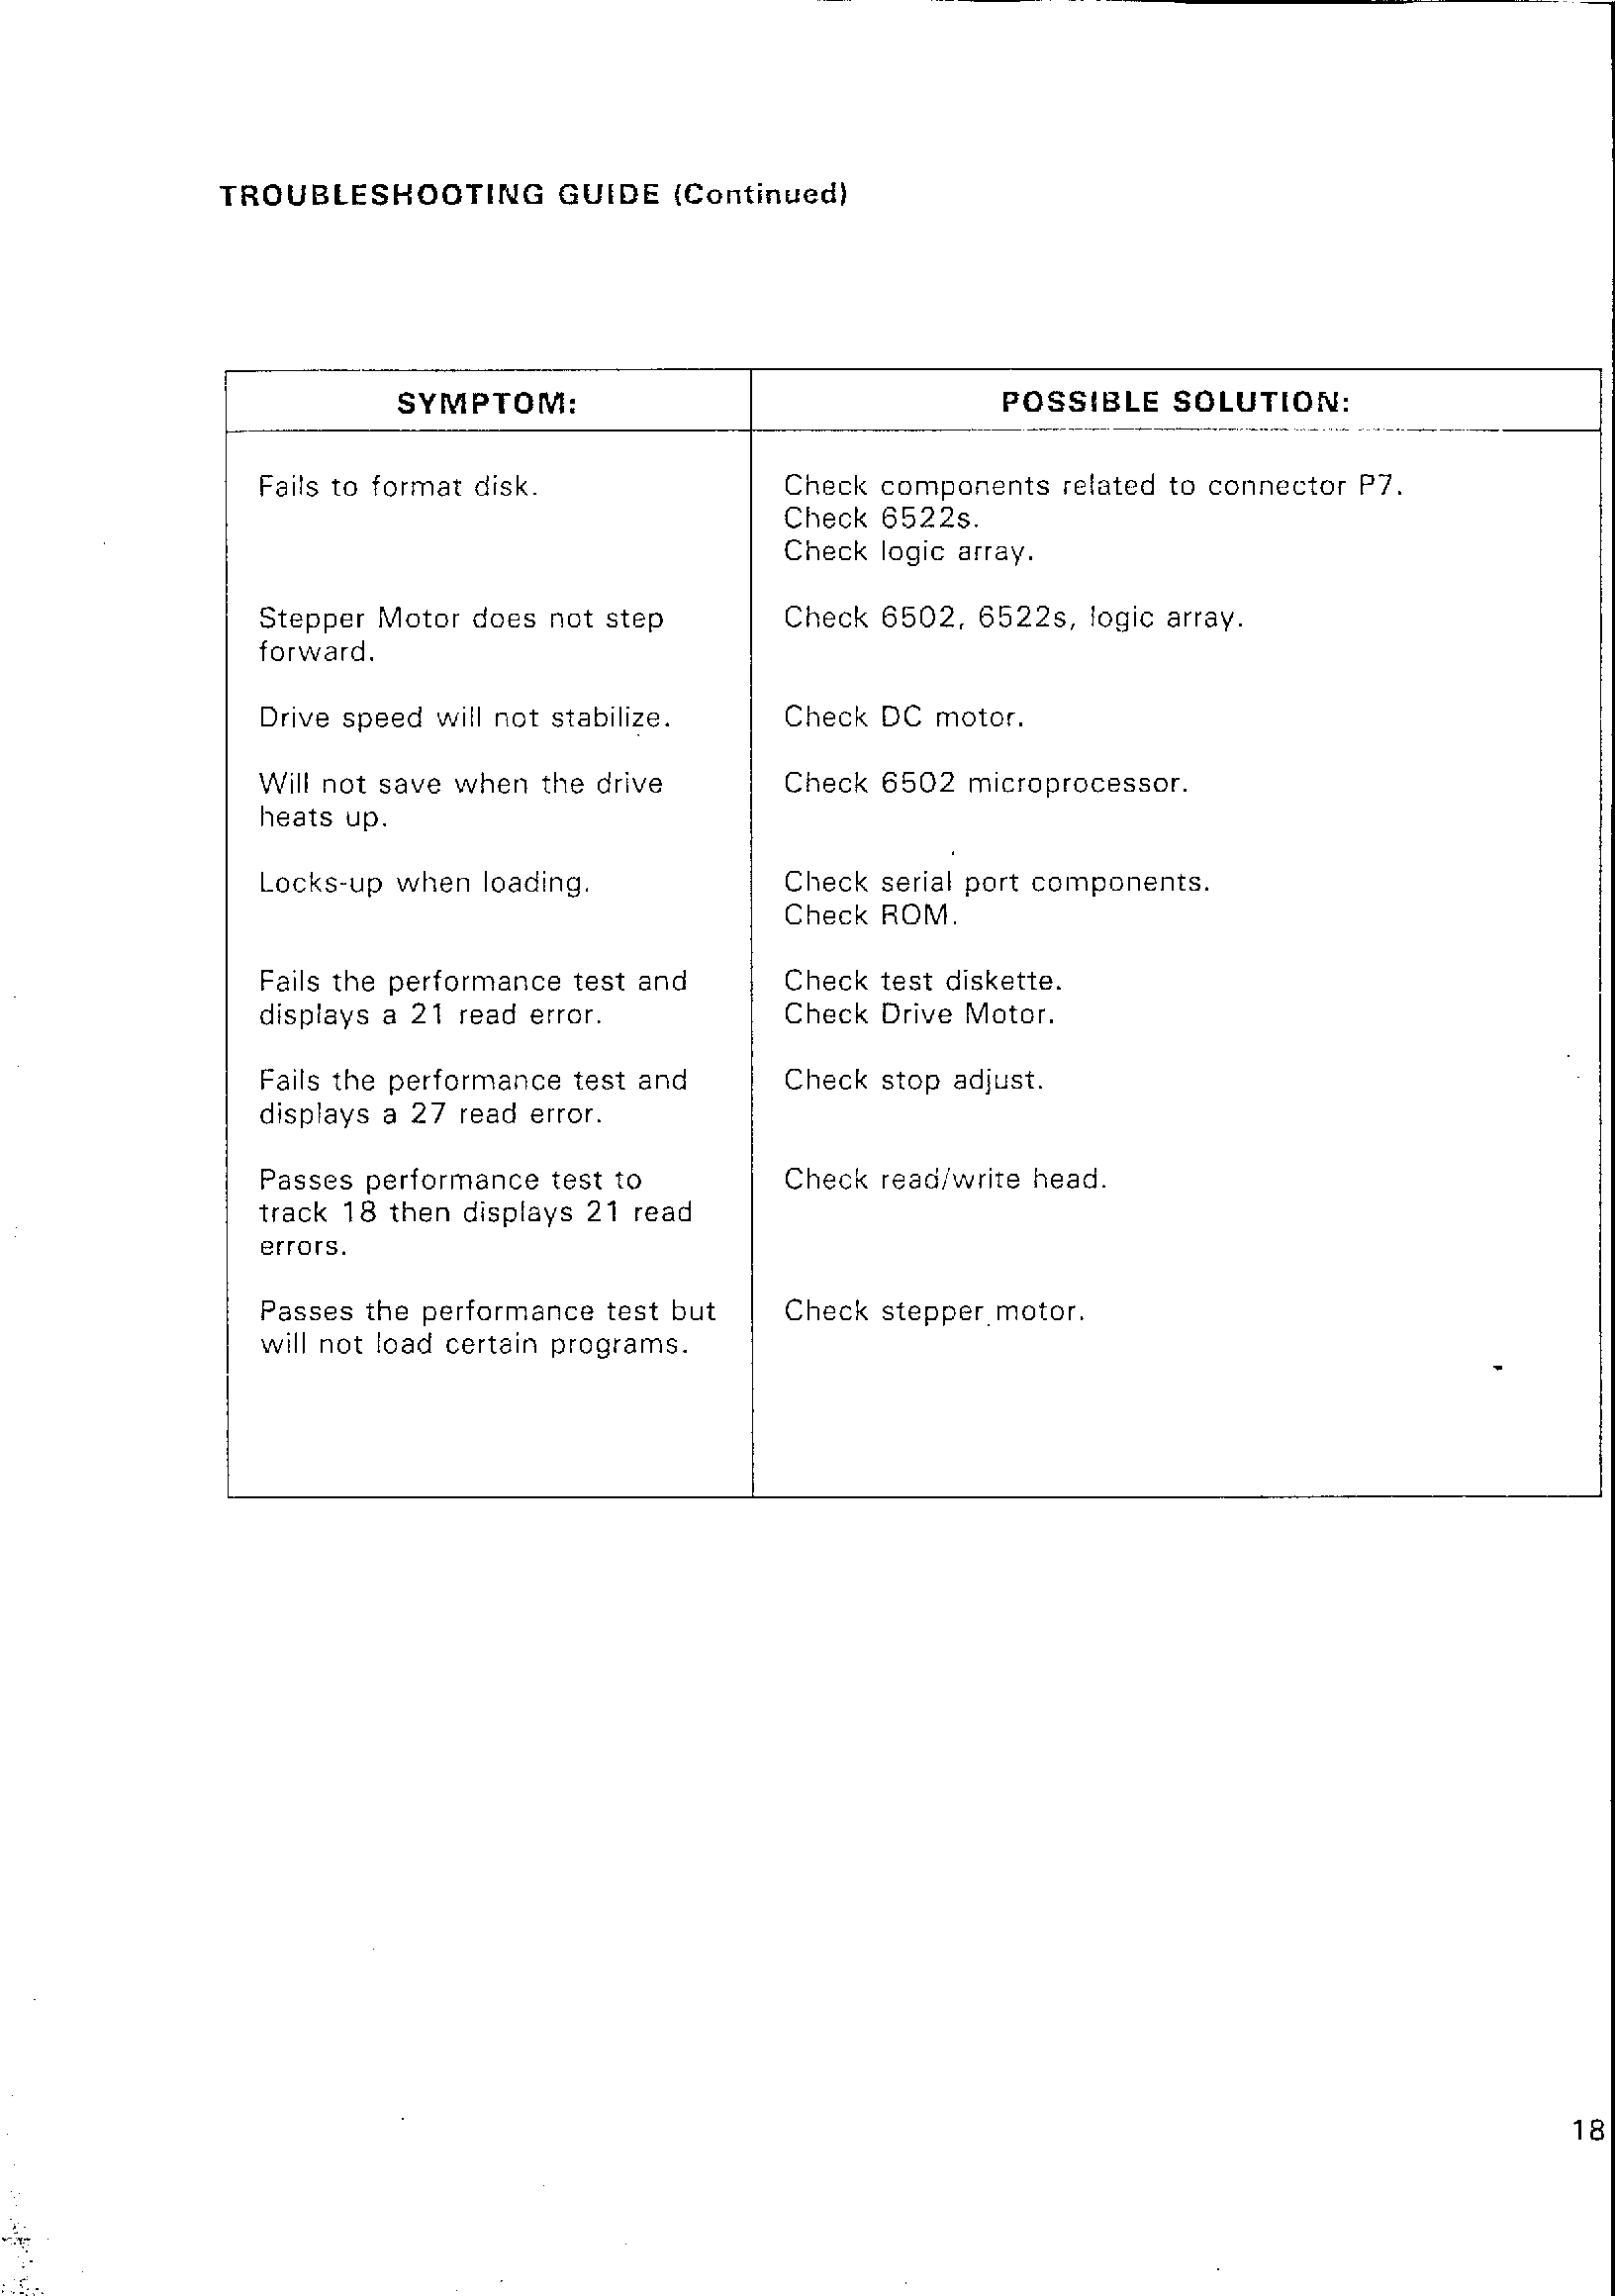 TROUBLESHOOTING GUIDE (Continued)
SYMPTOM:
POSSIBLE SOLUTION:
Fails to format disk.
Check components related to connector P7.
Check 6522s.
Check logic array.
Stepper Motor does not step
forward.
Check 6502, 6522s, logic array.
Drive speed will not stabilize.
Check DC motor.
Will not save when the drive
heats up.
Check 6502 microprocessor.
Locks-up when loading.
Check serial port components.
Check ROM.
Fails the performance test and
displays a 21 read error.
Check test diskette.
Check Drive Motor.
Fails the performance test and
displays a 27 read error.
Check stop adjust.
Passes performance test to
track 18 then displays 21 read
errors.
Check read/write head.
Passes the performance test but
will not load certain programs.
Check stepper motor.
18